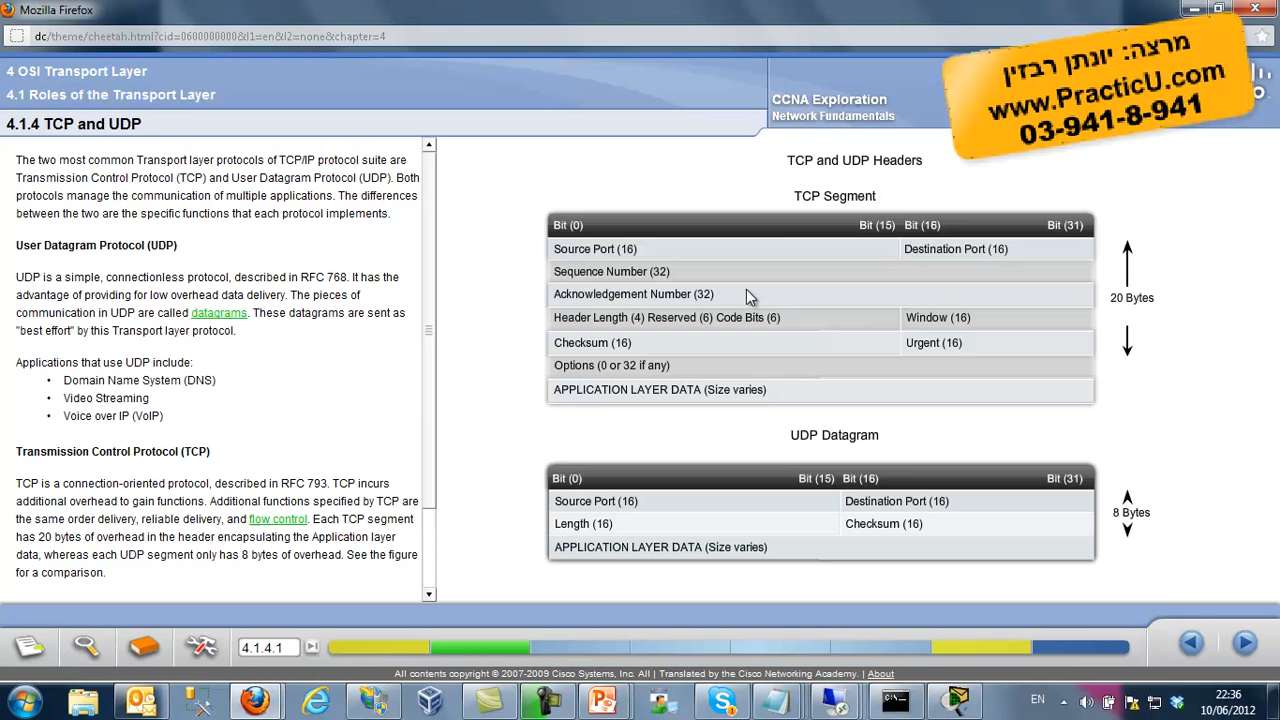 Mozilla Firefox
dc/theme/cheetah.html?cid=0600000000&l1=en&l2=none&chapter=4
מרצה: יונתן רבזין
www.PracticU.com
03-941-8-941
4 OSI Transport Layer
4.1 Roles of the Transport Layer
CCNA Exploration
Network Fundamentals
4.1.4 TCP and UDP
The two most common Transport layer protocols of TCP/IP protocol suite are
Transmission Control Protocol (TCP) and User Datagram Protocol (UDP). Both
protocols manage the communication of multiple applications. The differences
between the two are the specific functions that each protocol implements.
User Datagram Protocol (UDP)
UDP is a simple, connectionless protocol, described in RFC 768. It has the
advantage of providing for low overhead data delivery. The pieces of
communication in UDP are called datagrams. These datagrams are sent as
"best effort" by this Transport layer protocol.
Applications that use UDP include:
• Domain Name System (DNS)
• Video Streaming
• Voice over IP (VoIP)
Transmission Control Protocol (TCP)
TCP is a connection-oriented protocol, described in RFC 793. TCP incurs
additional overhead to gain functions. Additional functions specified by TCP are
the same order delivery, reliable delivery, and flow control. Each TCP segment
has 20 bytes of overhead in the header encapsulating the Application layer
data, whereas each UDP segment only has 8 bytes of overhead. See the figure
for a comparison.
TCP and UDP Headers
TCP Segment
Bit (0) Bit (15) Bit (16) Bit (31)
Source Port (16) Destination Port (16)
Sequence Number (32)
Acknowledgement Number (32)
20 Bytes
Header Length (4) Reserved (6) Code Bits (6) Window (16)
Checksum (16) Urgent (16)
Options (0 or 32 if any)
APPLICATION LAYER DATA (Size varies)
UDP Datagram
Bit (0) Bit (15) Bit (16) Bit (31)
Source Port (16) Destination Port (16)
8 Bytes
Length (16) Checksum (16)
APPLICATION LAYER DATA (Size varies)
4.1.4.1
All contents copyright © 2007-2009 Cisco Systems, Inc. All | Translated by the Cisco Networking Academy. | About
EN
22:36
10/06/2012